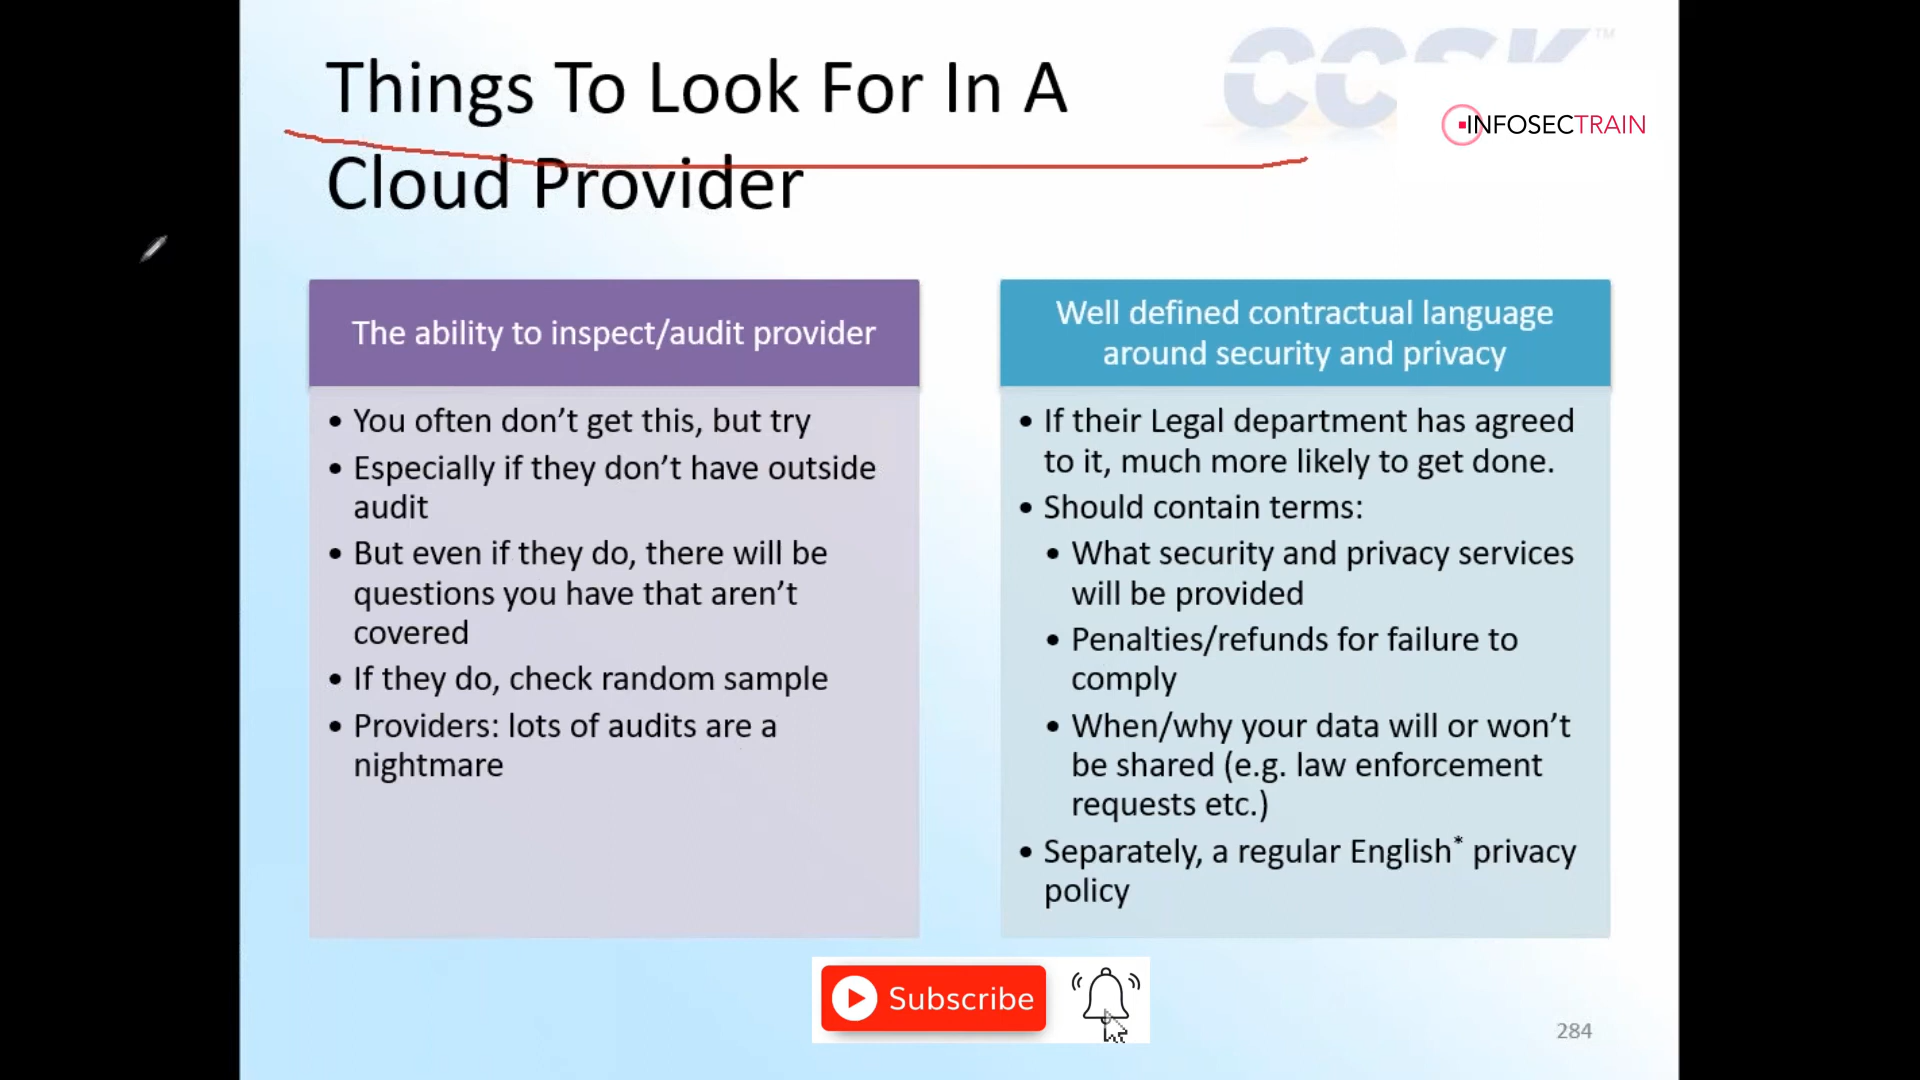 Things To Look For In A
Cloud Provider
CCSK™
INFOSECTRAIN
The ability to inspect/audit provider
• You often don’t get this, but try
• Especially if they don’t have outside
audit
• But even if they do, there will be
questions you have that aren’t
covered
• If they do, check random sample
• Providers: lots of audits are a
nightmare
Well defined contractual language
around security and privacy
• If their Legal department has agreed
to it, much more likely to get done.
• Should contain terms:
• What security and privacy services
will be provided
• Penalties/refunds for failure to
comply
• When/why your data will or won’t
be shared (e.g. law enforcement
requests etc.)
• Separately, a regular English* privacy
policy
Subscribe
284